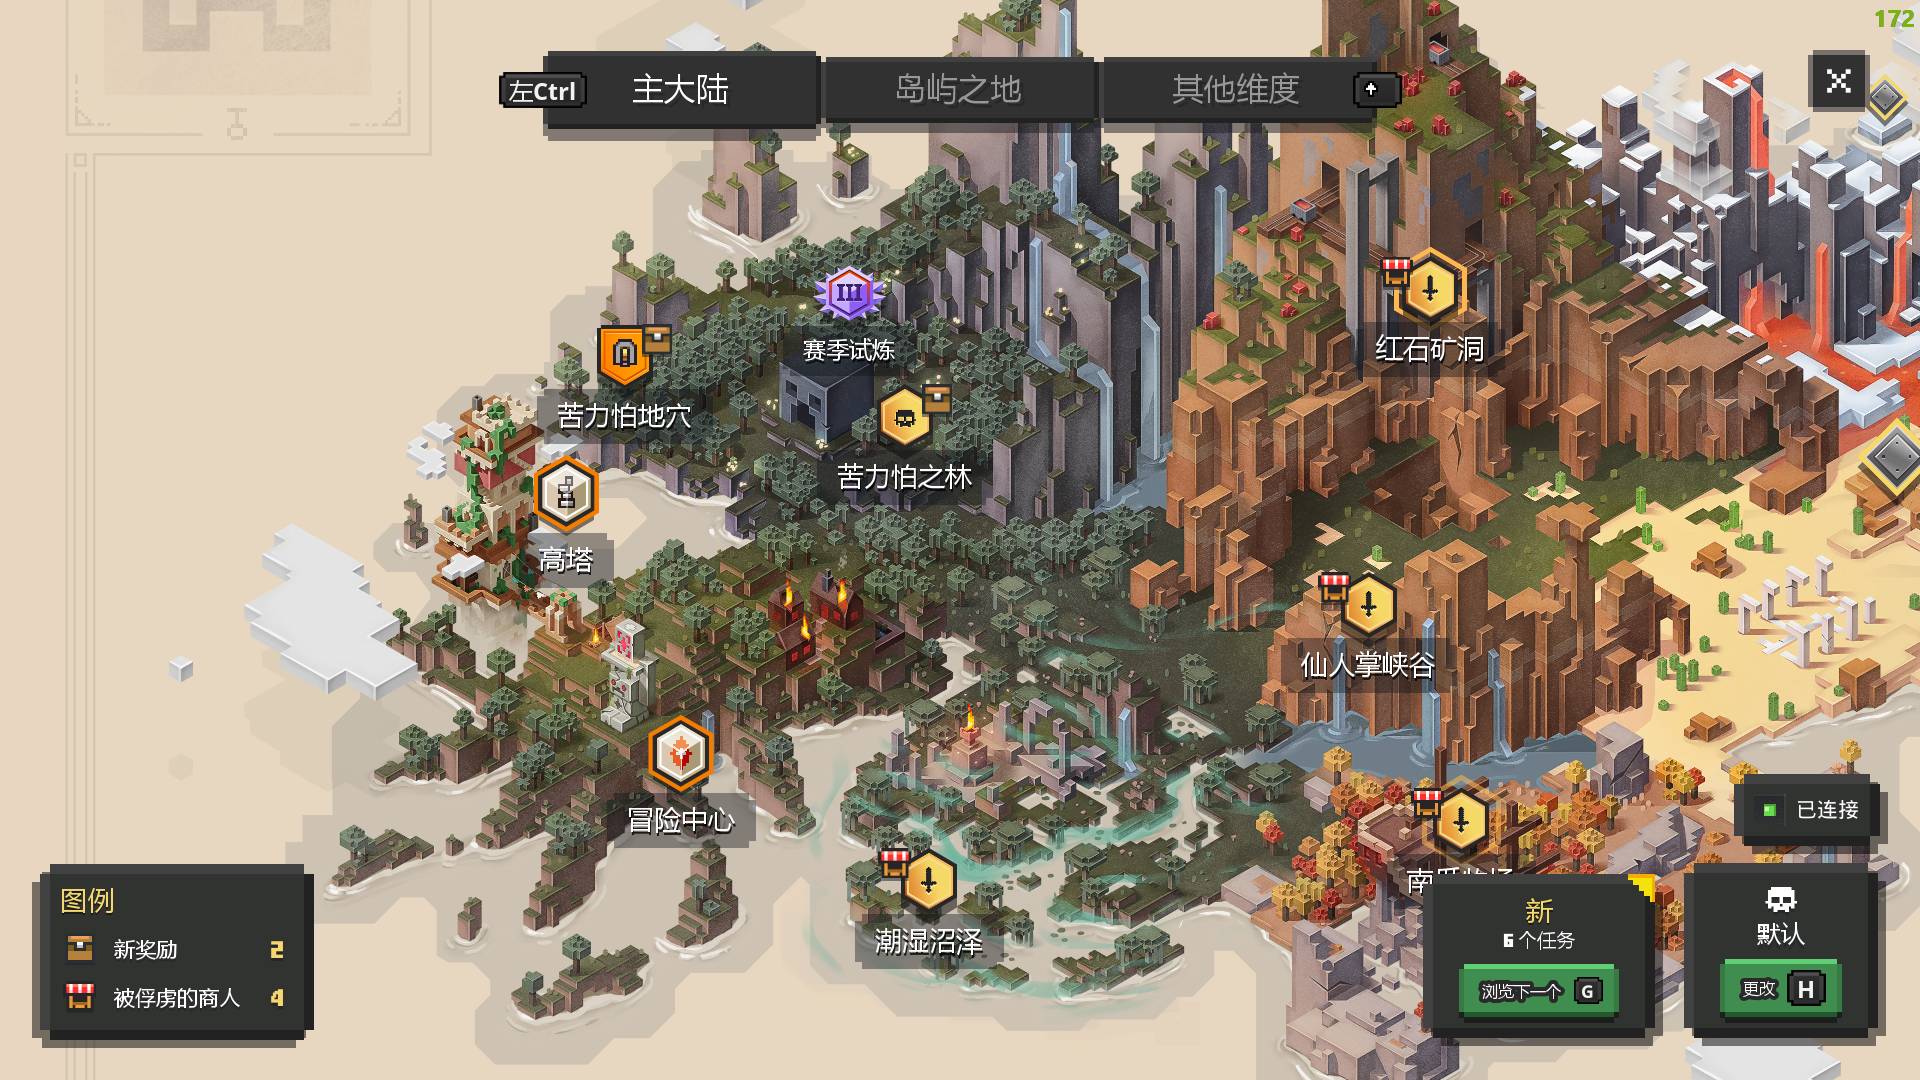 172
左Ctrl
主大陆
岛屿之地
其他维度
III
赛季试炼
红石矿洞
苦力怕地穴
苦力怕之林
高塔
仙人掌峡谷
冒险中心
已连接
潮湿沼泽
图例
新奖励 2
被俘虏的商人 4
新
6 个任务
浏览下一个 G
默认
更改 H